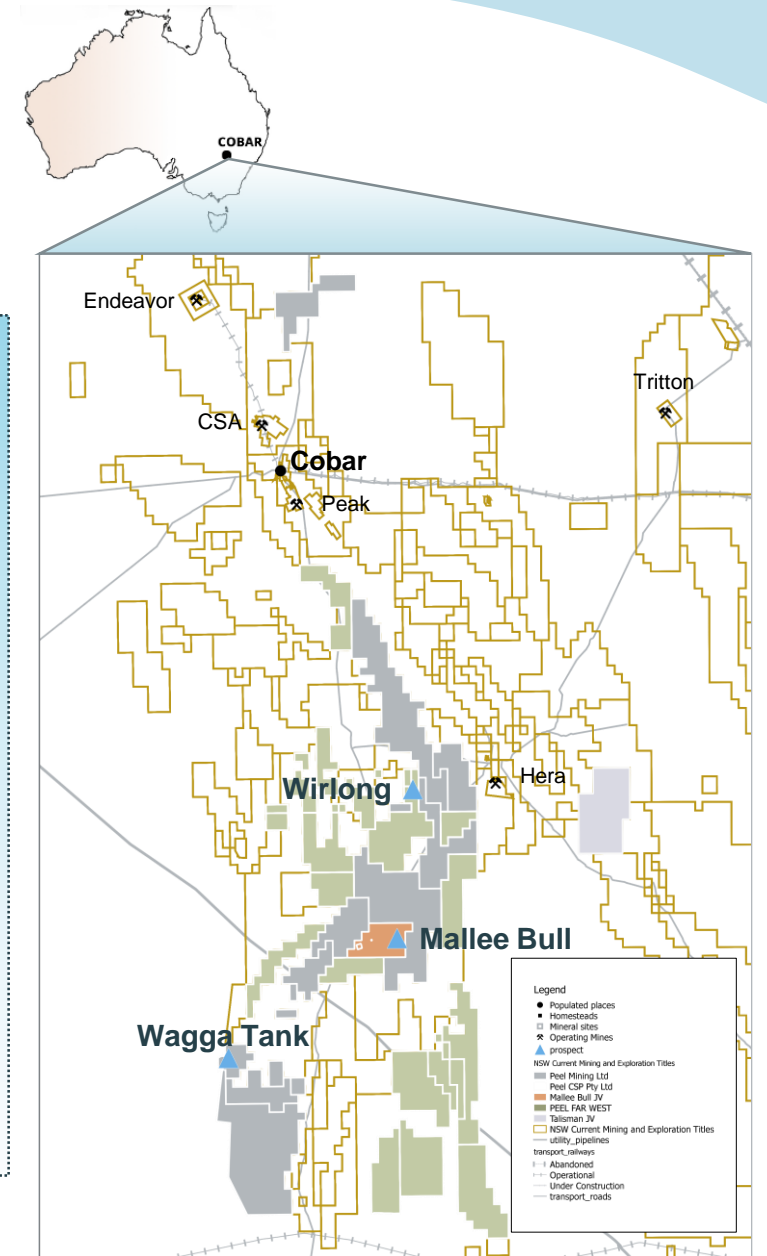 COBAR
Endeavor
Tritton
CSA
Cobar
Peak
Hera
Wirlong
Mallee Bull
Wagga Tank
Legend
Populated places
Homesteads
Mineral sites
Operating Mines
prospect
NSW Current Mining and Exploration Titles
Peel Mining Ltd
Peel CSP Pty Ltd
Mallee Bull JV
PEEL FAR WEST
Talisman JV
NSW Current Mining and Exploration Titles
utility_pipelines
transport_railways
Abandoned
Operational
Under Construction
transport_roads